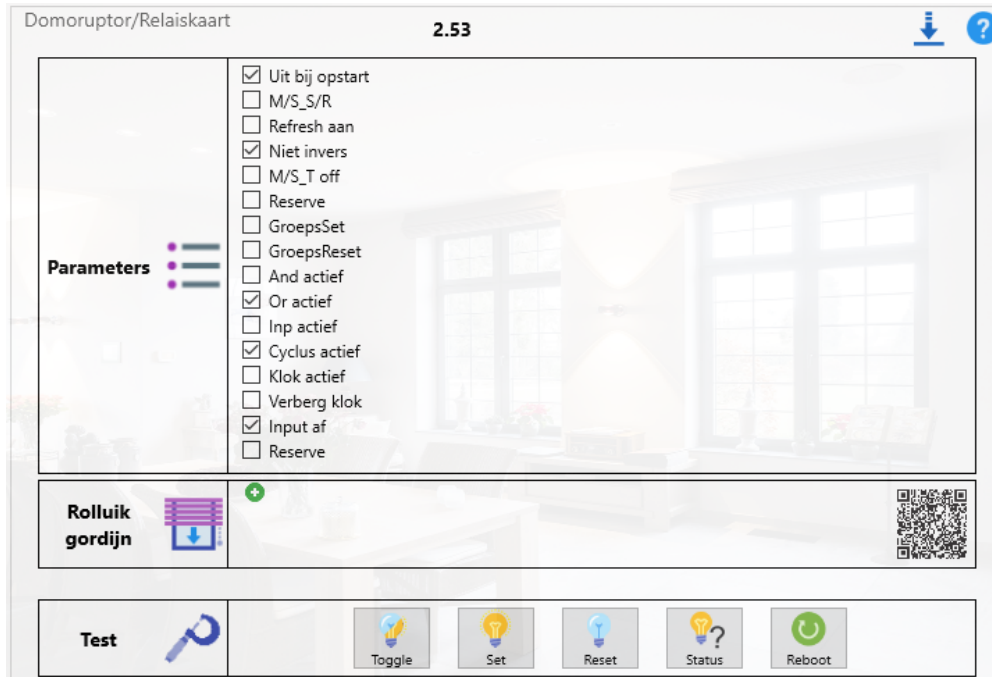 Domoruptor/Relaiskaart
2.53
?
Parameters
Uit bij opstart
M/S_S/R
Refresh aan
Niet invers
M/S_T off
Reserve
GroepsSet
GroepsReset
And actief
Or actief
Inp actief
Cyclus actief
Klok actief
Verberg klok
Input af
Reserve
Rolluik
gordijn
Test
Toggle
Set
Reset
?
Status
Reboot